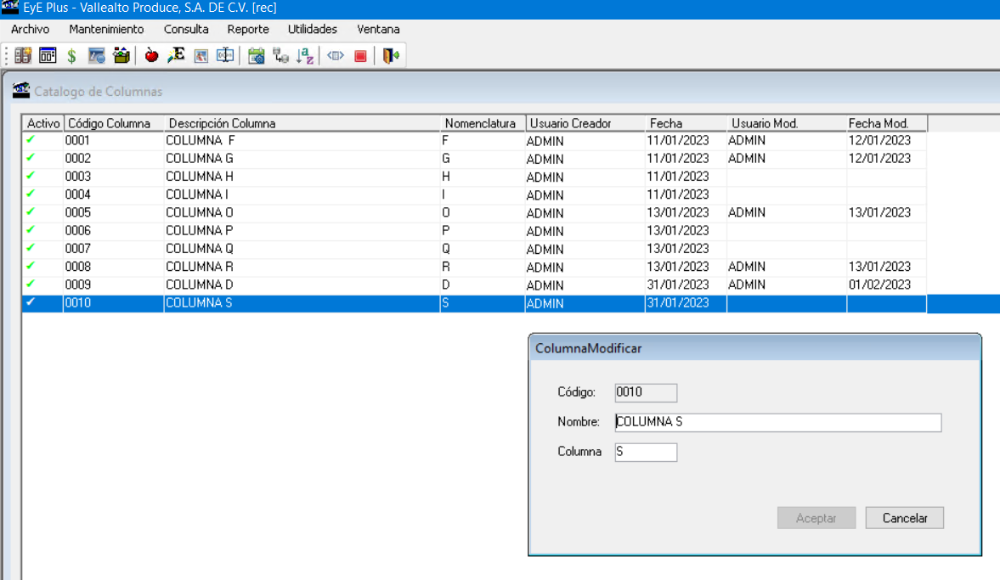 EyE Plus - Vallealto Produce, S.A. DE C.V. [rec]
Archivo Mantenimiento Consulta Reporte Utilidades Ventana
Catalogo de Columnas
Activo Código Columna Descripción Columna Nomenclatura Usuario Creador Fecha Usuario Mod. Fecha Mod.
0001 COLUMNA F F ADMIN 11/01/2023 ADMIN 12/01/2023
0002 COLUMNA G G ADMIN 11/01/2023 ADMIN 12/01/2023
0003 COLUMNA H H ADMIN 11/01/2023
0004 COLUMNA I I ADMIN 11/01/2023
0005 COLUMNA O O ADMIN 13/01/2023 ADMIN 13/01/2023
0006 COLUMNA P P ADMIN 13/01/2023
0007 COLUMNA Q Q ADMIN 13/01/2023
0008 COLUMNA R R ADMIN 13/01/2023 ADMIN 13/01/2023
0009 COLUMNA D D ADMIN 31/01/2023 ADMIN 01/02/2023
0010 COLUMNA S S ADMIN 31/01/2023
ColumnaModificar
Código: 0010
Nombre: COLUMNA S
Columna S
Aceptar Cancelar